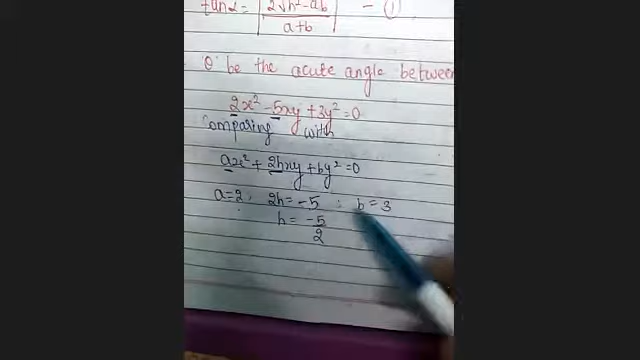 tan2 = | 2√h²-ab / a+b | - ①
θ be the acute angle between
2x² - 5xy + 3y² = 0
Comparing with
ax² + 2hxy + by² = 0
a = 2, 2h = -5 ; b = 3
h = -5/2